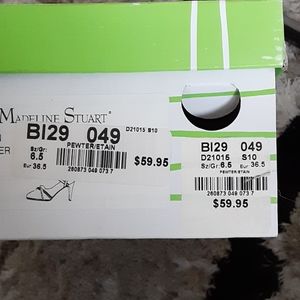 MADELINE STUART®
BI29 049
D21015 S10
PEWTER/ETAIN
Sz/Gr: 6.5
Eur 36.5
$59.95
260873 049 073 7
ER
BI29 049
D21015 S10
Sz/Gr: 6.5 Eur 36.5
PEWTER/ETAIN
260873 049 073 7
$59.95